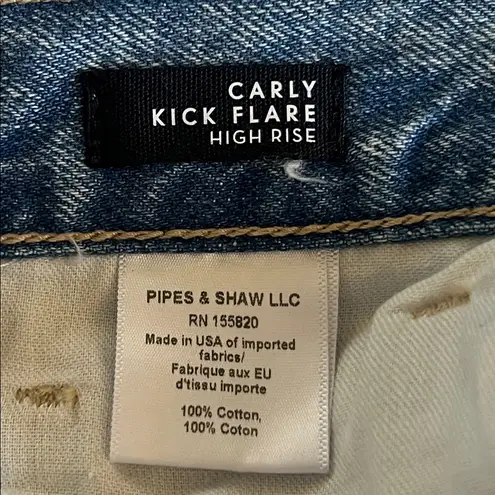 CARLY
KICK FLARE
HIGH RISE
PIPES & SHAW LLC
RN 155820
Made in USA of imported
fabrics/
Fabrique aux EU
d'tissu importe
100% Cotton,
100% Coton